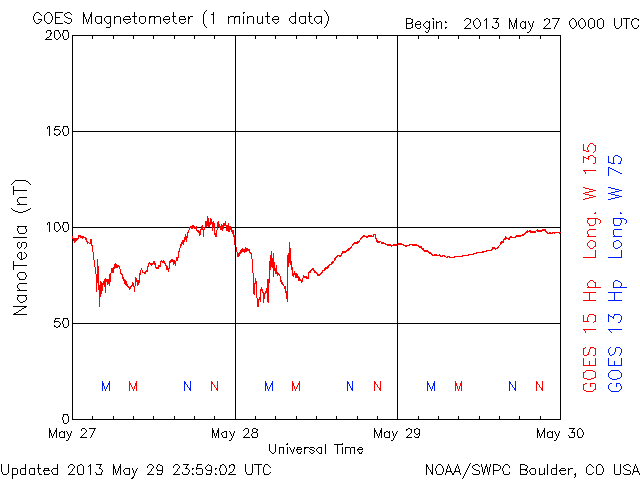 GOES Magnetometer (1 minute data)
Begin: 2013 May 27 0000 UTC
200
150
100
50
0
NanoTesla (nT)
M M N N M M N N M M N N
May 27 May 28 May 29 May 30
Universal Time
GOES 15 Hp Long. W 135
GOES 13 Hp Long. W 75
Updated 2013 May 29 23:59:02 UTC
NOAA/SWPC Boulder, CO USA